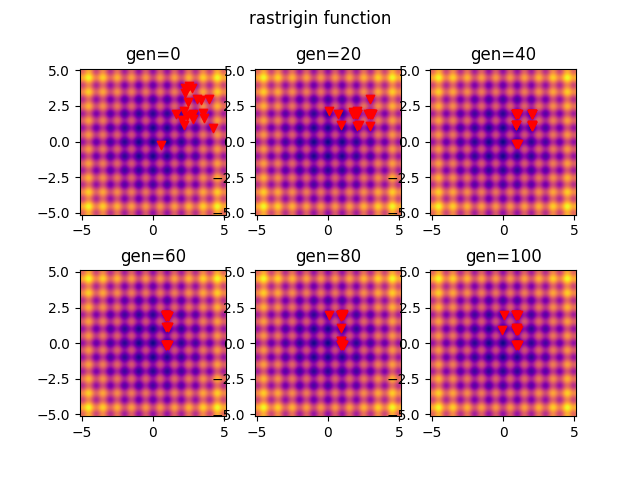 rastrigin function
gen=0 gen=20 gen=40
5.0 5.0 5.0
2.5 2.5 2.5
0.0 0.0 0.0
−2.5 −2.5 −2.5
−5.0 −5.0 −5.0
−5 0 5 −5 0 5 −5 0 5
gen=60 gen=80 gen=100
5.0 5.0 5.0
2.5 2.5 2.5
0.0 0.0 0.0
−2.5 −2.5 −2.5
−5.0 −5.0 −5.0
−5 0 5 −5 0 5 −5 0 5